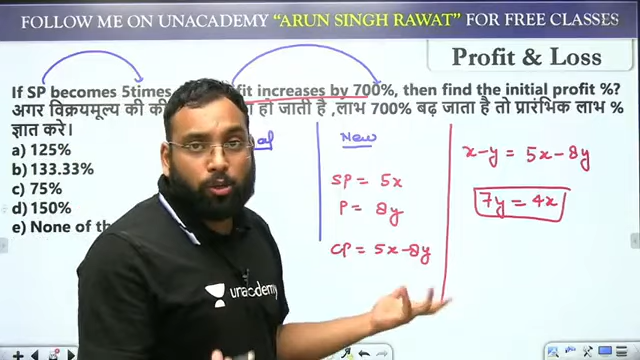 FOLLOW ME ON UNACADEMY “ARUN SINGH RAWAT” FOR FREE CLASSES
Profit & Loss
If SP becomes 5times fit increases by 700%, then find the initial profit %?
अगर विक्रयमूल्य की की हो जाती है ,लाभ 700% बढ़ जाता है तो प्रारंभिक लाभ %
ज्ञात करे।
a) 125%
b) 133.33%
c) 75%
d) 150%
e) None of th
New
SP = 5x
P = 8y
CP = 5x-8y
x-y = 5x-8y
7y = 4x
unacademy